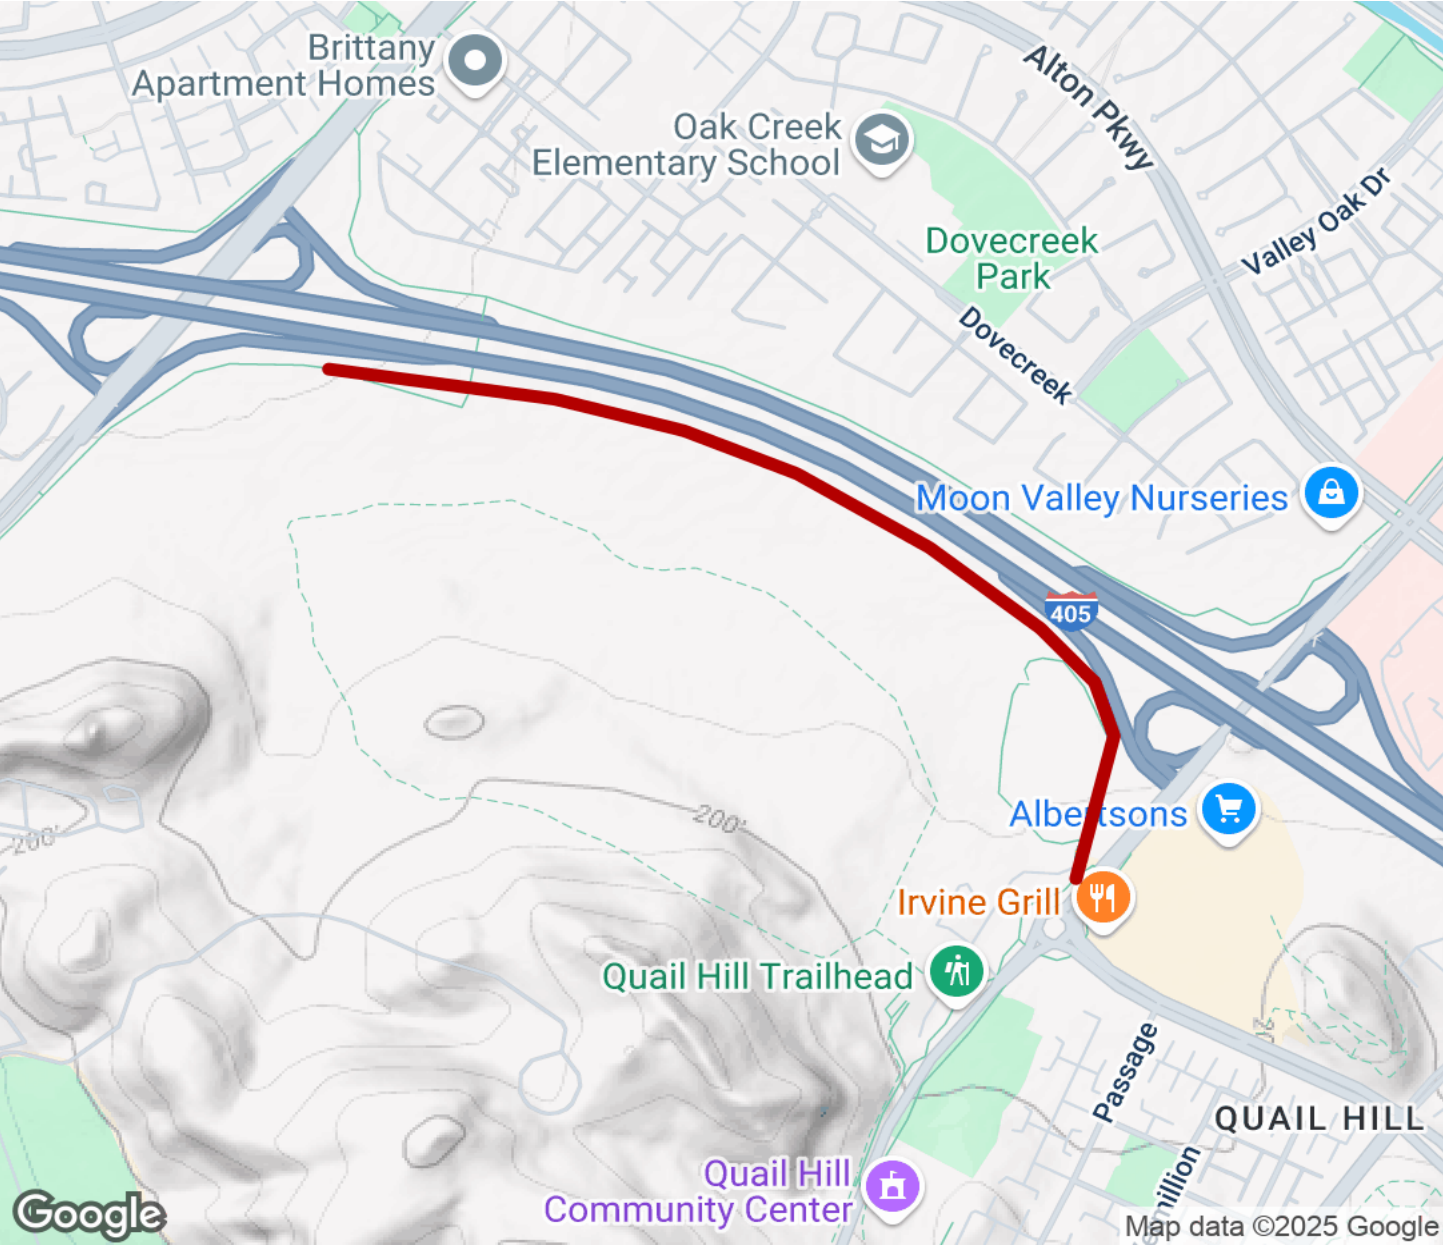 Brittany
Apartment Homes
Oak Creek
Elementary School
Alton Pkwy
Valley Oak Dr
Dovecreek
Park
Dovecreek
Moon Valley Nurseries
405
Albertsons
200'
200'
Irvine Grill
Quail Hill Trailhead
Passage
QUAIL HILL
Quail Hill
Community Center
Google
Map data ©2025 Google